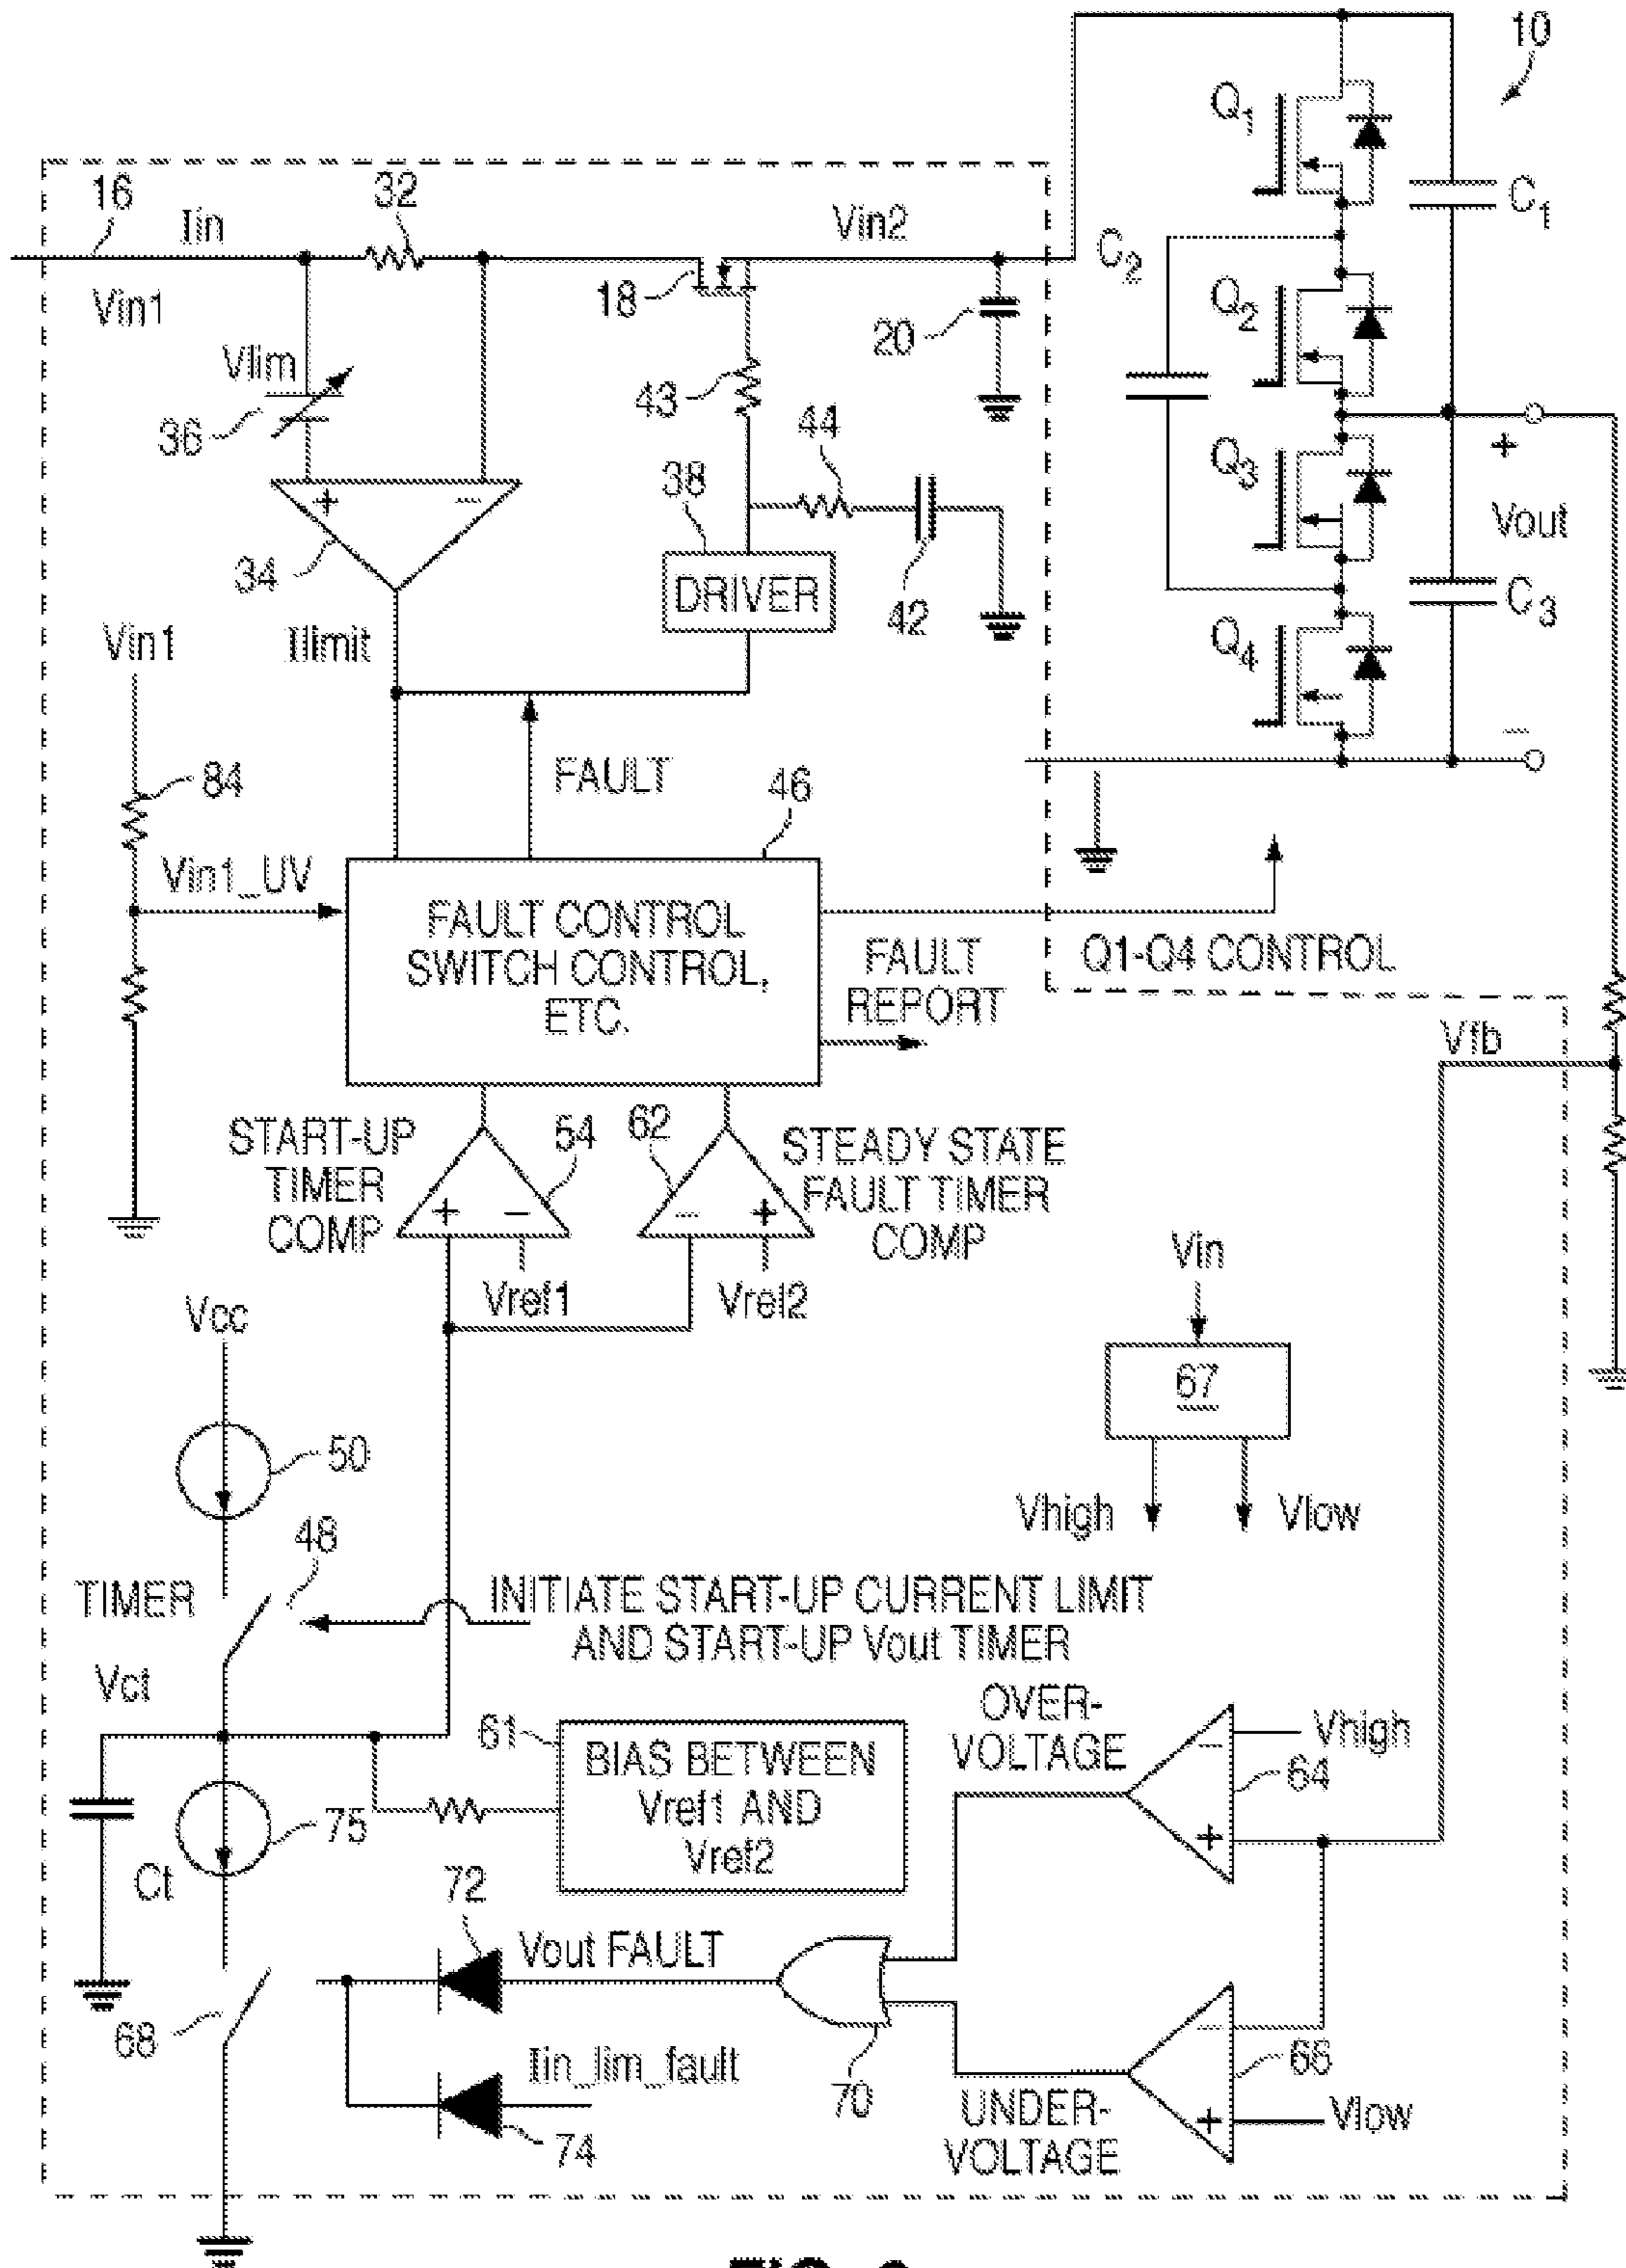 10
Q1
C1
16
Iin
32
Vin2
C2
18
Vin1
20
Q2
Vlim
36
43
44
Q3
+
38
+
−
Vout
34
DRIVER
42
C3
Vin1
Ilimit
Q4
−
84
FAULT
46
Vin1_UV
FAULT CONTROL
SWITCH CONTROL,
ETC.
FAULT
REPORT
Q1-Q4 CONTROL
Vfb
START-UP
TIMER
COMP
54
62
STEADY STATE
FAULT TIMER
COMP
+
−
−
+
Vref1
Vref2
Vin
Vcc
67
50
Vhigh
Vlow
48
TIMER
INITIATE START-UP CURRENT LIMIT
AND START-UP Vout TIMER
Vct
61
BIAS BETWEEN
Vref1 AND
Vref2
OVER-
VOLTAGE
−
Vhigh
64
+
75
Ct
72
Vout FAULT
68
Iin_lim_fault
70
−
66
74
UNDER-
VOLTAGE
+
Vlow